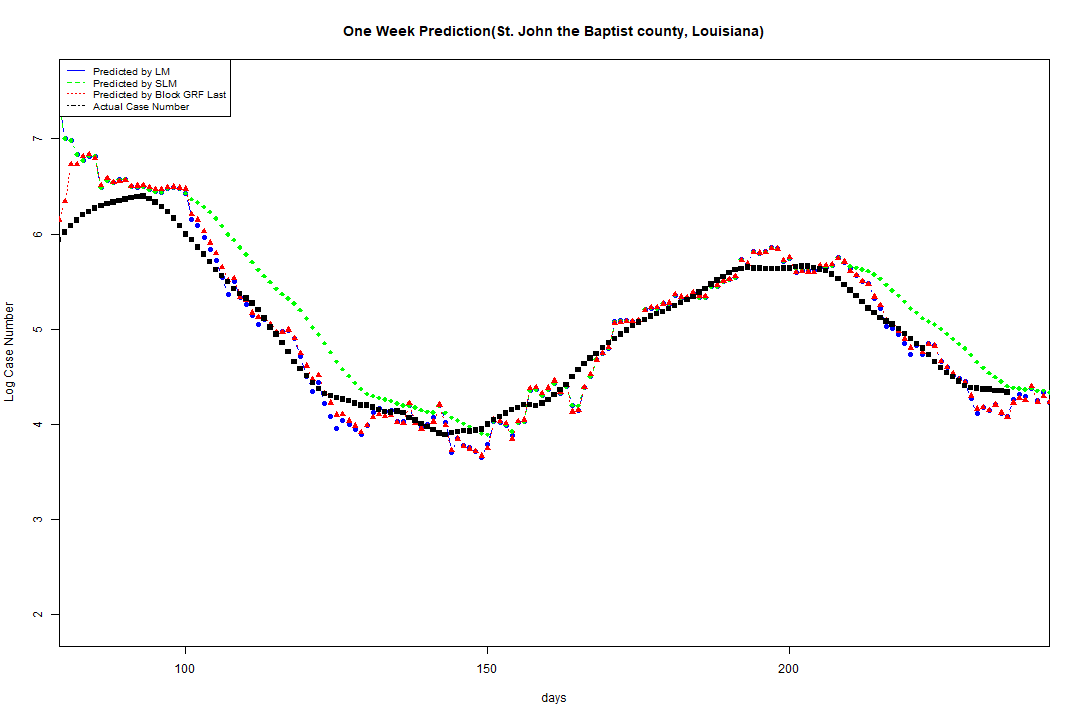 One Week Prediction(St. John the Baptist county, Louisiana)
Predicted by LM
Predicted by SLM
Predicted by Block GRF Last
Actual Case Number
7
6
5
4
3
2
Log Case Number
100 150 200
days